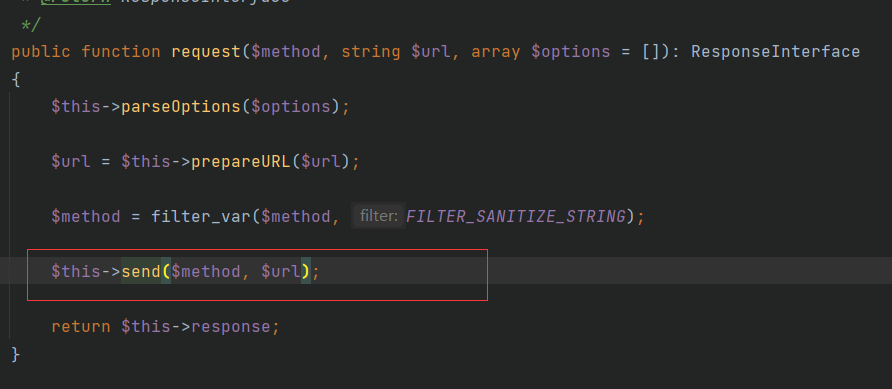 * @return ResponseInterface
*/
public function request($method, string $url, array $options = []): ResponseInterface
{
$this->parseOptions($options);
$url = $this->prepareURL($url);
$method = filter_var($method, filter: FILTER_SANITIZE_STRING);
$this->send($method, $url);
return $this->response;
}